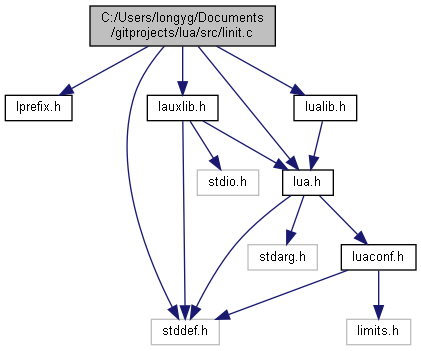 C:/Users/longyg/Documents
/gitprojects/lua/src/linit.c
lprefix.h
lauxlib.h
lualib.h
stdio.h
lua.h
stdarg.h
luaconf.h
stddef.h
limits.h